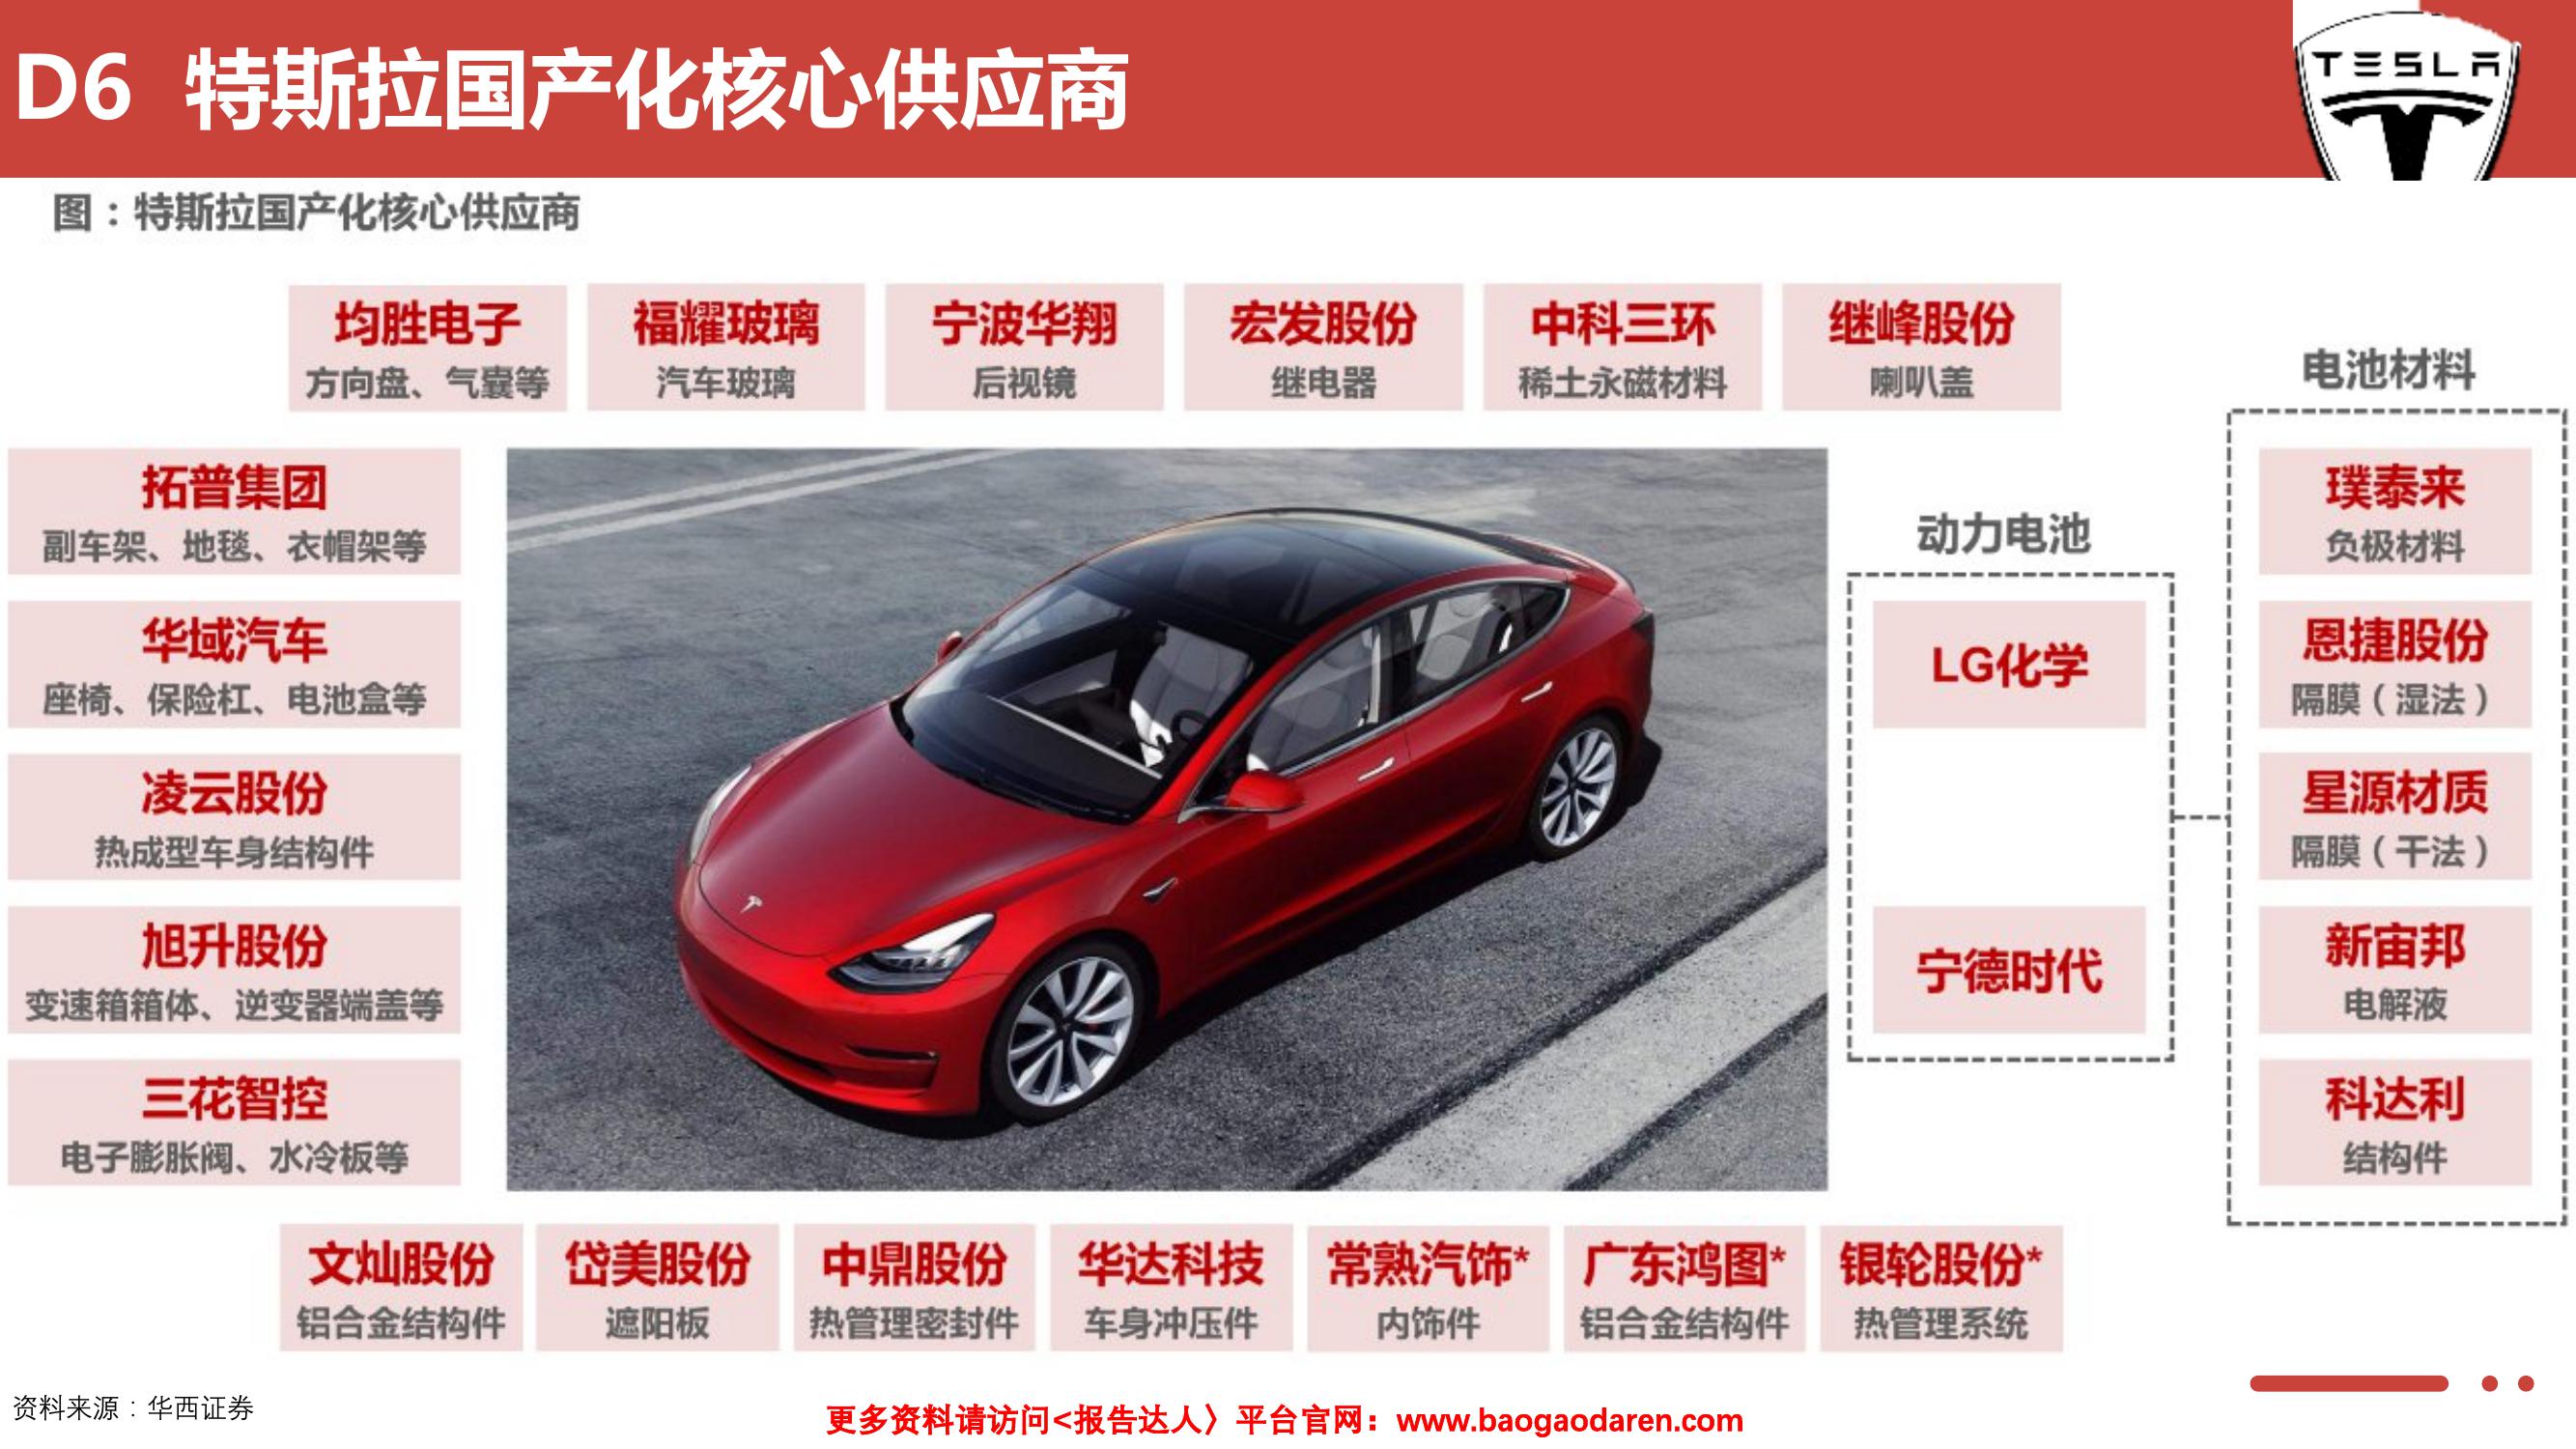 D6 特斯拉国产化核心供应商
TESLA
图：特斯拉国产化核心供应商
均胜电子
方向盘、气囊等
福耀玻璃
汽车玻璃
宁波华翔
后视镜
宏发股份
继电器
中科三环
稀土永磁材料
继峰股份
喇叭盖
拓普集团
副车架、地毯、衣帽架等
华域汽车
座椅、保险杠、电池盒等
凌云股份
热成型车身结构件
旭升股份
变速箱箱体、逆变器端盖等
三花智控
电子膨胀阀、水冷板等
动力电池
LG化学
宁德时代
电池材料
璞泰来
负极材料
恩捷股份
隔膜（湿法）
星源材质
隔膜（干法）
新宙邦
电解液
科达利
结构件
文灿股份
铝合金结构件
岱美股份
遮阳板
中鼎股份
热管理密封件
华达科技
车身冲压件
常熟汽饰*
内饰件
广东鸿图*
铝合金结构件
银轮股份*
热管理系统
资料来源：华西证券
更多资料请访问<报告达人〉平台官网：www.baogaodaren.com